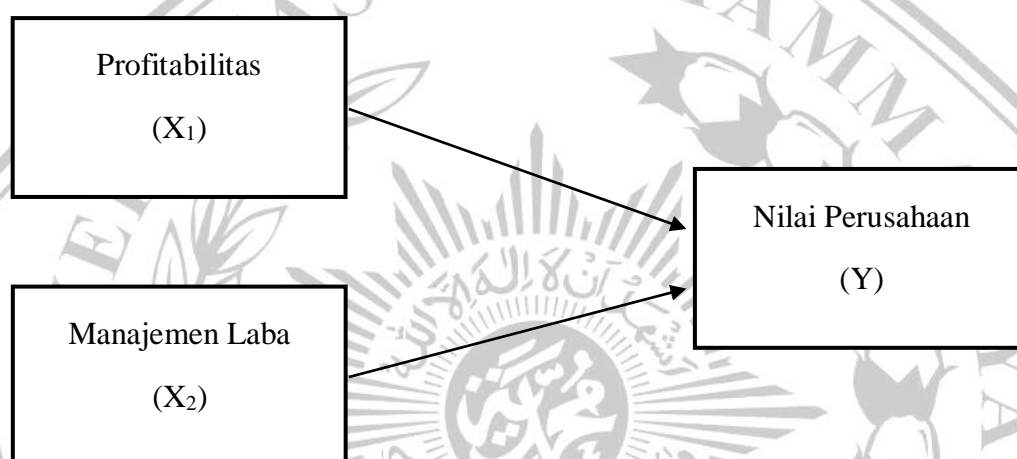 Profitabilitas
(X₁)
Nilai Perusahaan
(Y)
Manajemen Laba
(X₂)